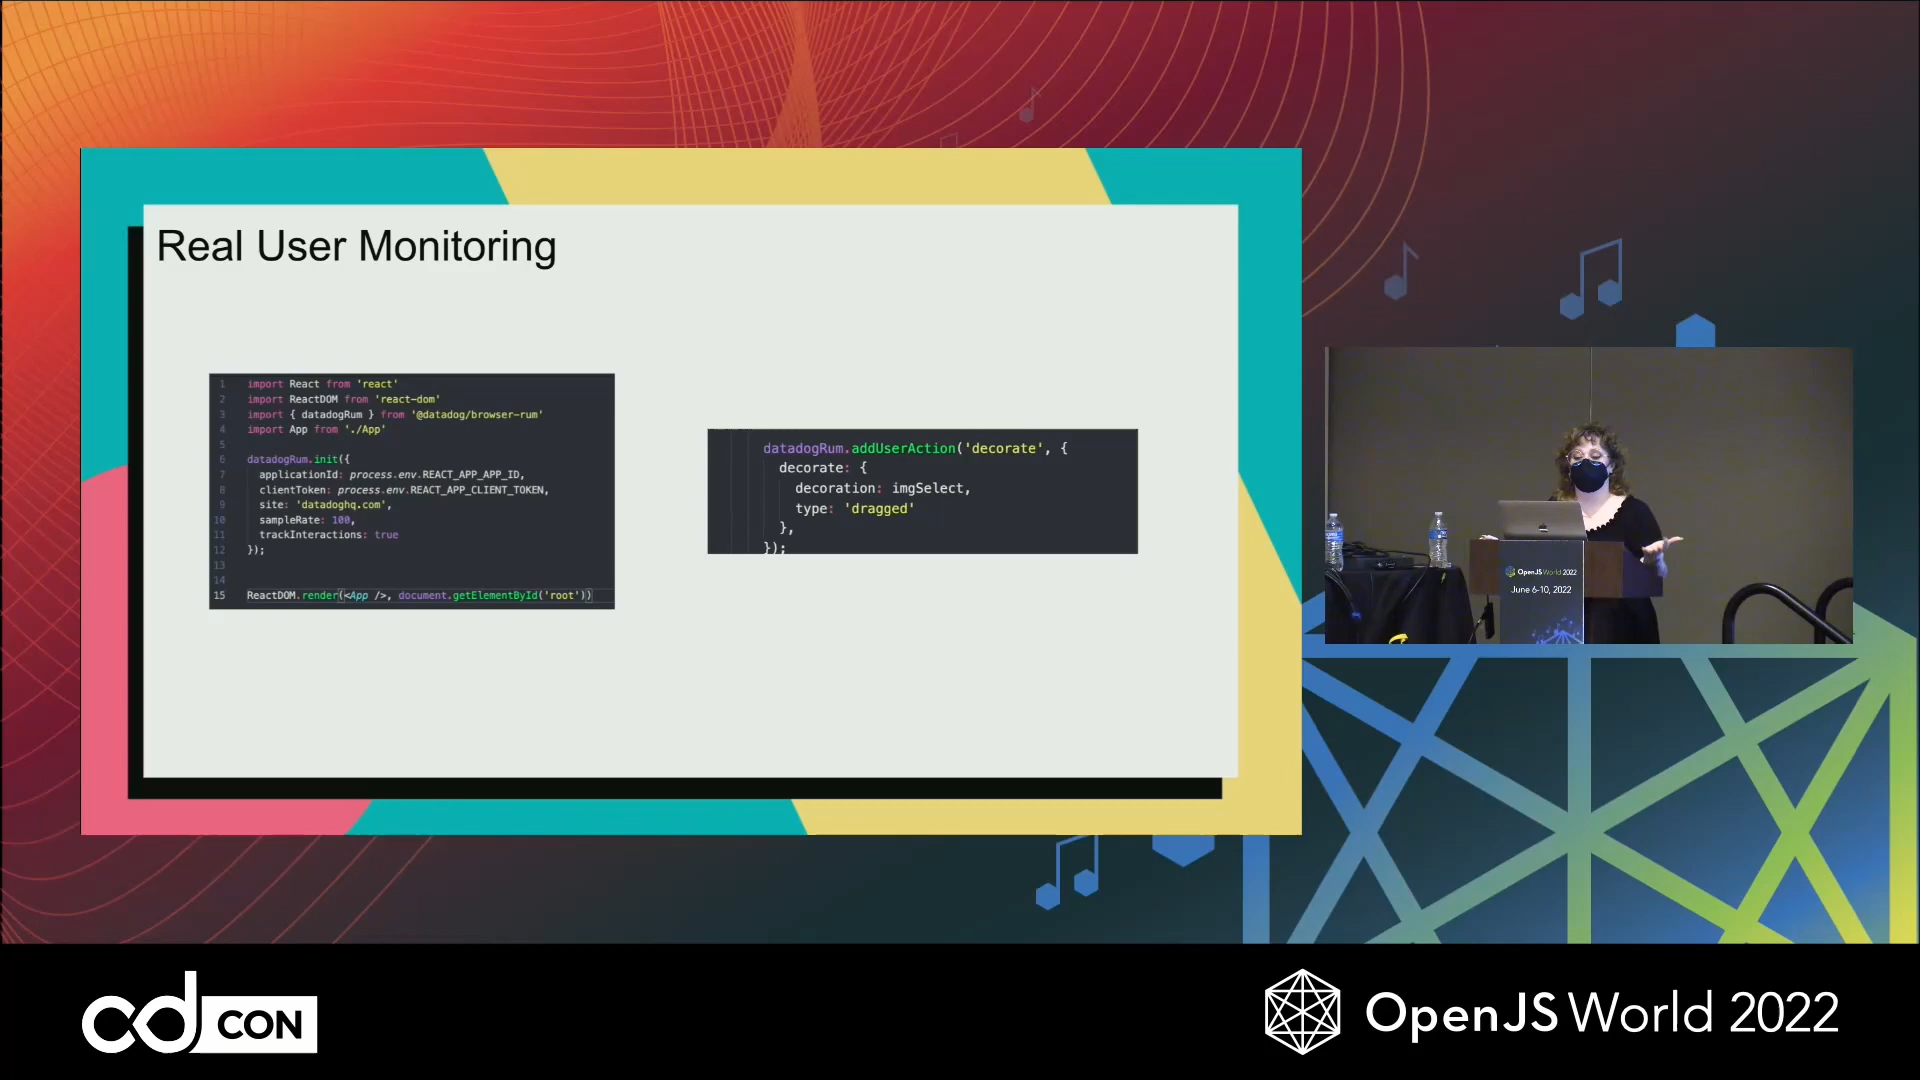 Real User Monitoring
1 import React from 'react'
2 import ReactDOM from 'react-dom'
3 import { datadogRum } from '@datadog/browser-rum'
4 import App from './App'
5
6 datadogRum.init({
7 applicationId: process.env.REACT_APP_APP_ID,
8 clientToken: process.env.REACT_APP_CLIENT_TOKEN,
9 site: 'datadoghq.com',
10 sampleRate: 100,
11 trackInteractions: true
12 });
13
14
15 ReactDOM.render(<App />, document.getElementById('root'))
datadogRum.addUserAction('decorate', {
decorate: {
decoration: imgSelect,
type: 'dragged'
},
});
OpenJS World 2022
June 6-10, 2022
cd CON
OpenJS World 2022